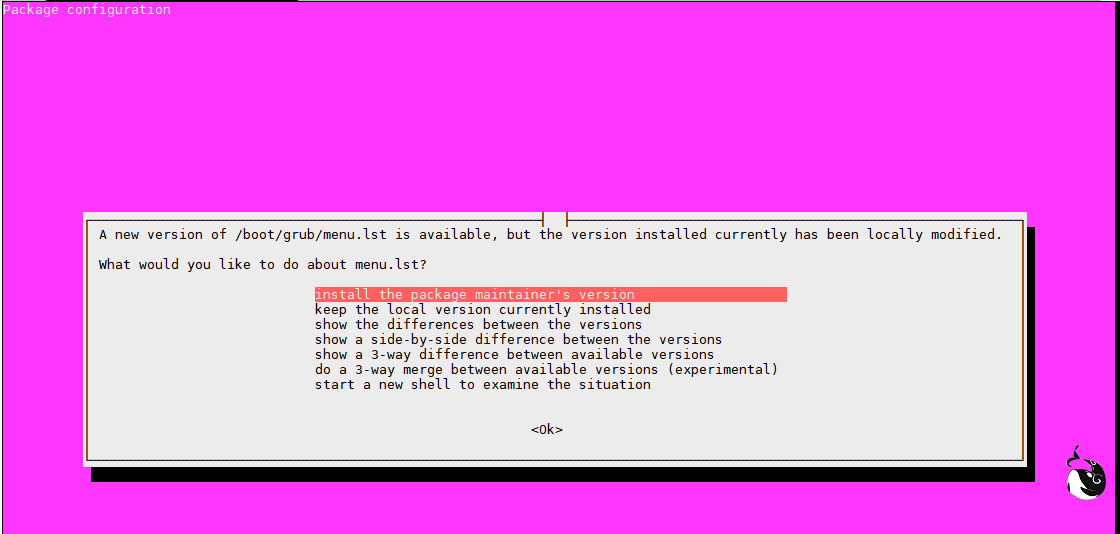 Package configuration
A new version of /boot/grub/menu.lst is available, but the version installed currently has been locally modified.
What would you like to do about menu.lst?
install the package maintainer's version
keep the local version currently installed
show the differences between the versions
show a side-by-side difference between the versions
show a 3-way difference between available versions
do a 3-way merge between available versions (experimental)
start a new shell to examine the situation
<Ok>